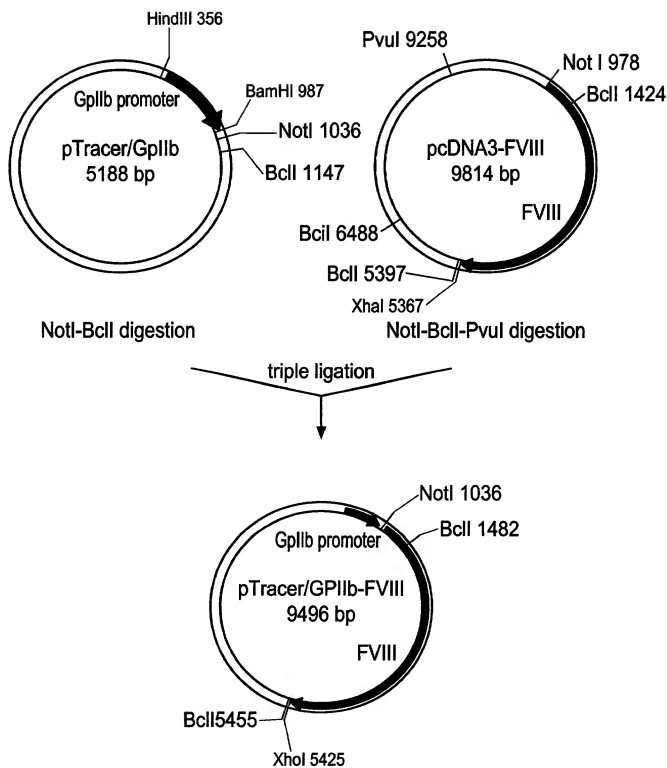 HindIII 356
GpIIb promoter
BamHI 987
NotI 1036
BclI 1147
pTracer/GpIIb
5188 bp
PvuI 9258
Not I 978
BclI 1424
pcDNA3-FVIII
9814 bp
FVIII
BciI 6488
BclI 5397
XhaI 5367
NotI-BclI digestion
NotI-BclI-PvuI digestion
triple ligation
NotI 1036
BclI 1482
GpIIb promoter
pTracer/GPIIb-FVIII
9496 bp
FVIII
BclI5455
XhoI 5425